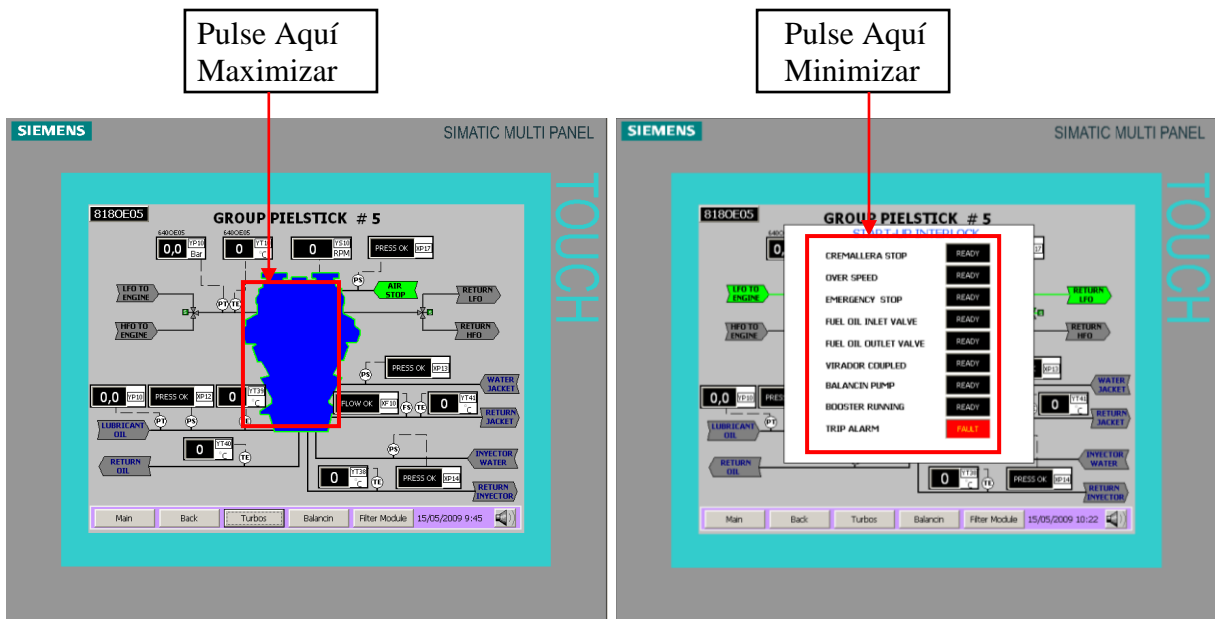 Pulse Aquí
Maximizar
SIEMENS
SIMATIC MULTI PANEL
TOUCH
8180E05
GROUP PIELSTICK # 5
640OE05
640OE05
0,0 YP10 Bar
0 °C
0 YS10 RPM
PRESS OK XP17
PS
AIR
STOP
LFO TO
ENGINE
RETURN
LFO
PT TE
HFO TO
ENGINE
RETURN
HFO
PRESS OK XP13
PS
WATER
JACKET
0,0 YP10
PRESS OK XP12
0 YT39 °C
FLOW OK XF10
FS TE
0 YT41 °C
RETURN
JACKET
LUBRICANT
OIL
PT
PS
TE
0 YT40 °C
TE
PS
INYECTOR
WATER
RETURN
OIL
0 YT38 °C
TE
PRESS OK XP14
RETURN
INYECTOR
Main
Back
Turbos
Balancin
Filter Module
15/05/2009 9:45
Pulse Aquí
Minimizar
SIEMENS
SIMATIC MULTI PANEL
TOUCH
8180E05
GROUP PIELSTICK # 5
START-UP INTERLOCK
CREMALLERA STOP READY
OVER SPEED READY
EMERGENCY STOP READY
FUEL OIL INLET VALVE READY
FUEL OIL OUTLET VALVE READY
VIRADOR COUPLED READY
BALANCIN PUMP READY
BOOSTER RUNNING READY
TRIP ALARM FAULT
LFO TO
ENGINE
RETURN
LFO
HFO TO
ENGINE
RETURN
HFO
XP13
WATER
JACKET
0,0 YP10
0 YT41 °C
RETURN
JACKET
LUBRICANT
OIL
PT
INYECTOR
WATER
RETURN
OIL
0 YT38 °C
TE
PRESS OK XP14
RETURN
INYECTOR
Main
Back
Turbos
Balancin
Filter Module
15/05/2009 10:22